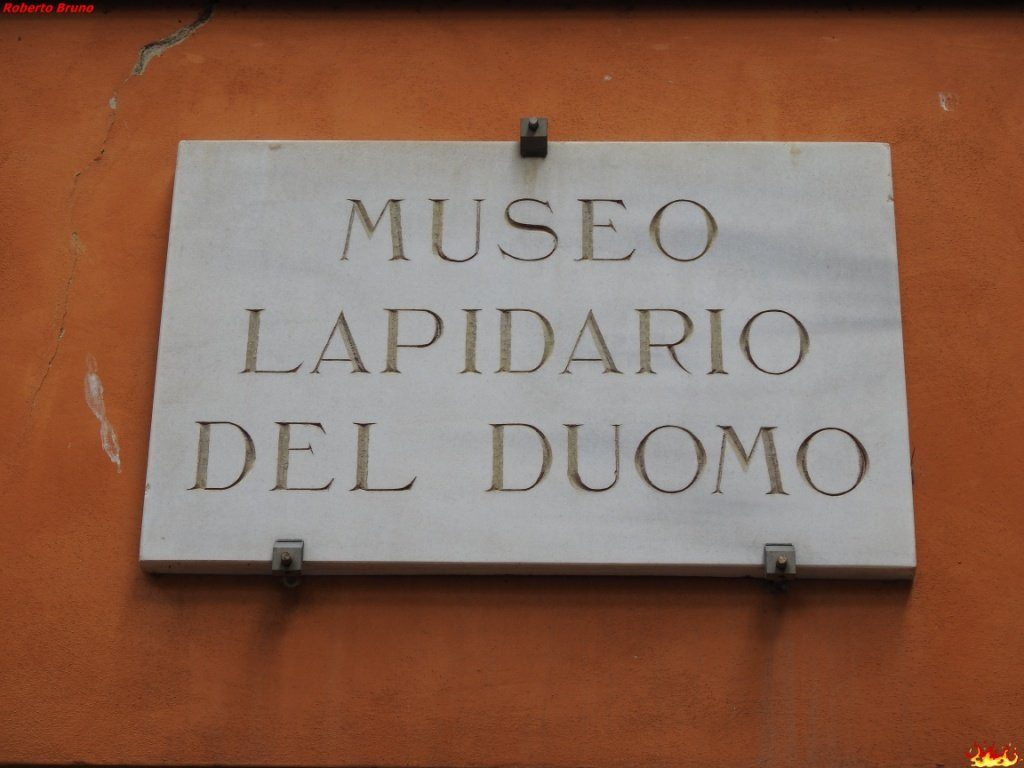 Roberto Bruno
MUSEO
LAPIDARIO
DEL DUOMO